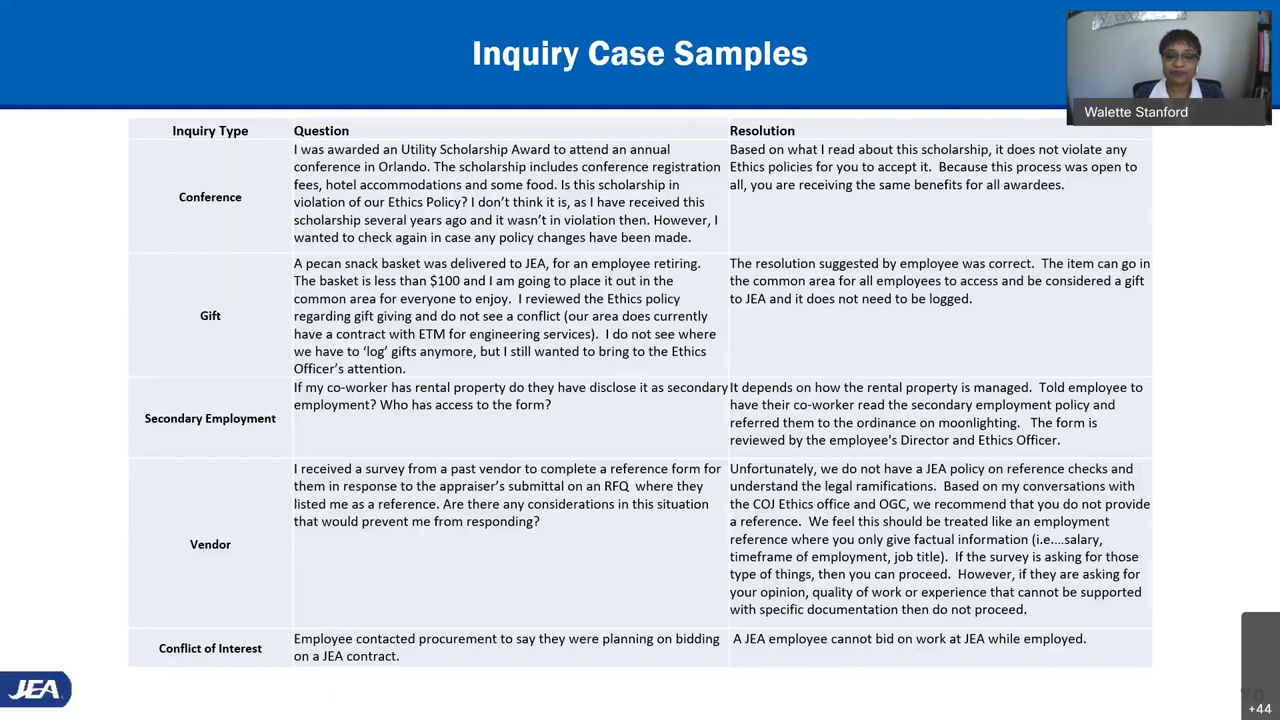 Inquiry Case Samples
Walette Stanford
Inquiry Type
Question
Resolution
Conference
I was awarded an Utility Scholarship Award to attend an annual
conference in Orlando. The scholarship includes conference registration
fees, hotel accommodations and some food. Is this scholarship in
violation of our Ethics Policy? I don't think it is, as I have received this
scholarship several years ago and it wasn't in violation then. However, I
wanted to check again in case any policy changes have been made.
Based on what I read about this scholarship, it does not violate any
Ethics policies for you to accept it. Because this process was open to
all, you are receiving the same benefits for all awardees.
Gift
A pecan snack basket was delivered to JEA, for an employee retiring.
The basket is less than $100 and I am going to place it out in the
common area for everyone to enjoy. I reviewed the Ethics policy
regarding gift giving and do not see a conflict (our area does currently
have a contract with ETM for engineering services). I do not see where
we have to 'log' gifts anymore, but I still wanted to bring to the Ethics
Officer's attention.
The resolution suggested by employee was correct. The item can go in
the common area for all employees to access and be considered a gift
to JEA and it does not need to be logged.
Secondary Employment
If my co-worker has rental property do they have disclose it as secondary
employment? Who has access to the form?
It depends on how the rental property is managed. Told employee to
have their co-worker read the secondary employment policy and
referred them to the ordinance on moonlighting. The form is
reviewed by the employee's Director and Ethics Officer.
Vendor
I received a survey from a past vendor to complete a reference form for
them in response to the appraiser's submittal on an RFQ where they
listed me as a reference. Are there any considerations in this situation
that would prevent me from responding?
Unfortunately, we do not have a JEA policy on reference checks and
understand the legal ramifications. Based on my conversations with
the COJ Ethics office and OGC, we recommend that you do not provide
a reference. We feel this should be treated like an employment
reference where you only give factual information (i.e....salary,
timeframe of employment, job title). If the survey is asking for those
type of things, then you can proceed. However, if they are asking for
your opinion, quality of work or experience that cannot be supported
with specific documentation then do not proceed.
Conflict of Interest
Employee contacted procurement to say they were planning on bidding
on a JEA contract.
A JEA employee cannot bid on work at JEA while employed.
JEA
+44